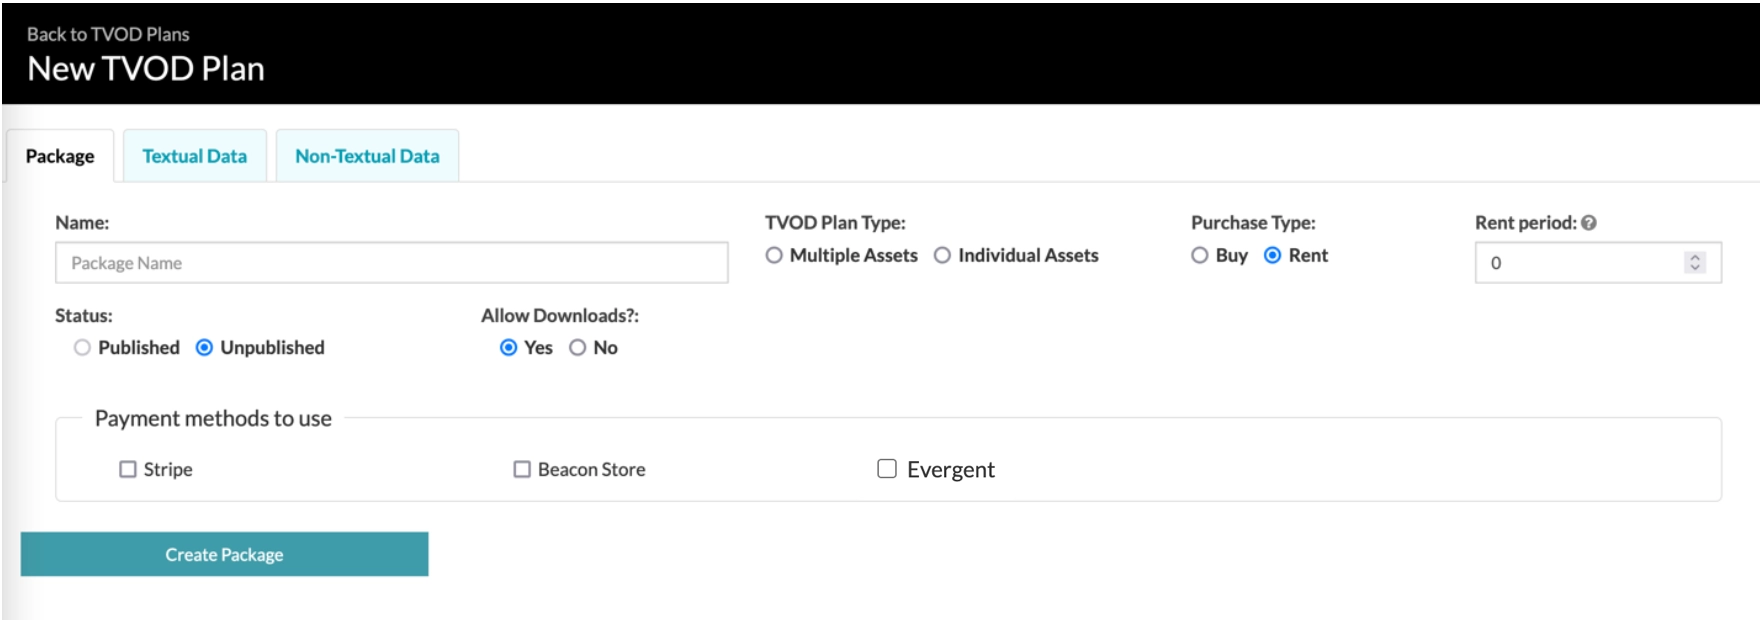 Back to TVOD Plans
New TVOD Plan
Package Textual Data Non-Textual Data
Name: TVOD Plan Type: Purchase Type: Rent period:
Package Name Multiple Assets Individual Assets Buy Rent 0
Status: Allow Downloads?:
Published Unpublished Yes No
Payment methods to use
Stripe Beacon Store Evergent
Create Package